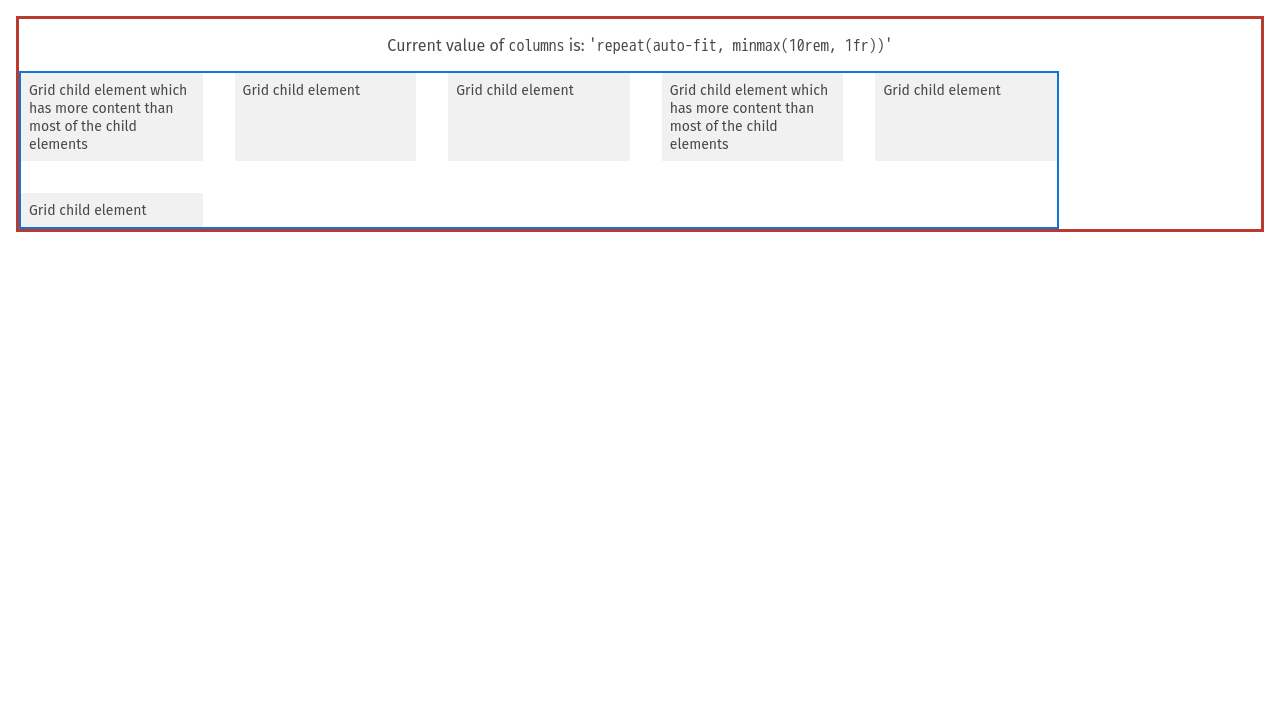 Current value of columns is: 'repeat(auto-fit, minmax(10rem, 1fr))'
Grid child element which
has more content than
most of the child
elements
Grid child element
Grid child element
Grid child element which
has more content than
most of the child
elements
Grid child element
Grid child element